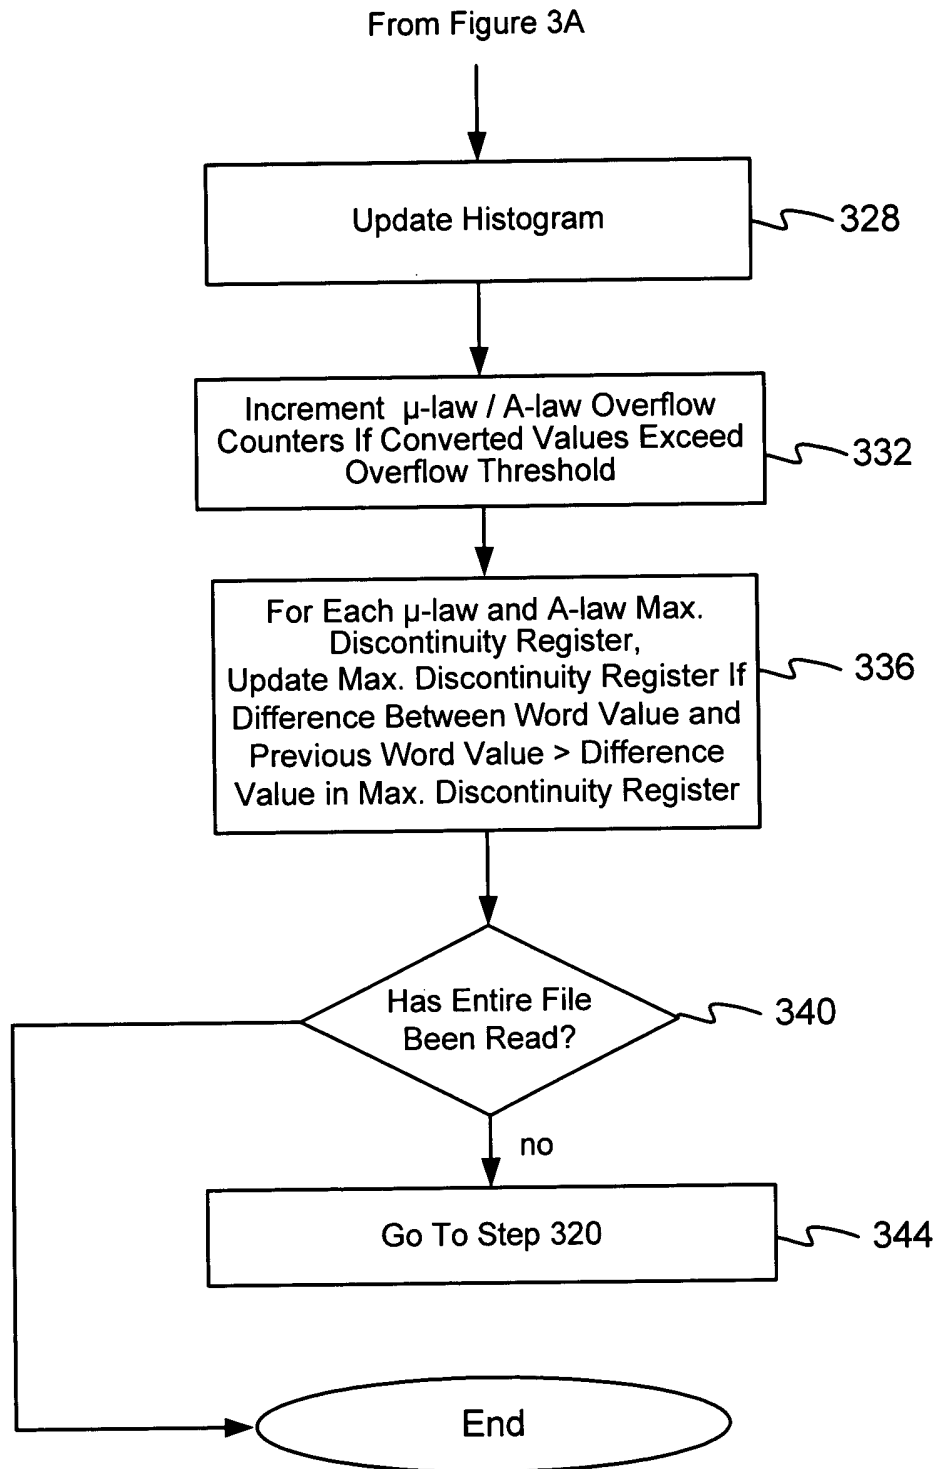 From Figure 3A
Update Histogram
328
Increment μ-law / A-law Overflow
Counters If Converted Values Exceed
Overflow Threshold
332
For Each μ-law and A-law Max.
Discontinuity Register,
Update Max. Discontinuity Register If
Difference Between Word Value and
Previous Word Value > Difference
Value in Max. Discontinuity Register
336
Has Entire File
Been Read?
340
no
Go To Step 320
344
End